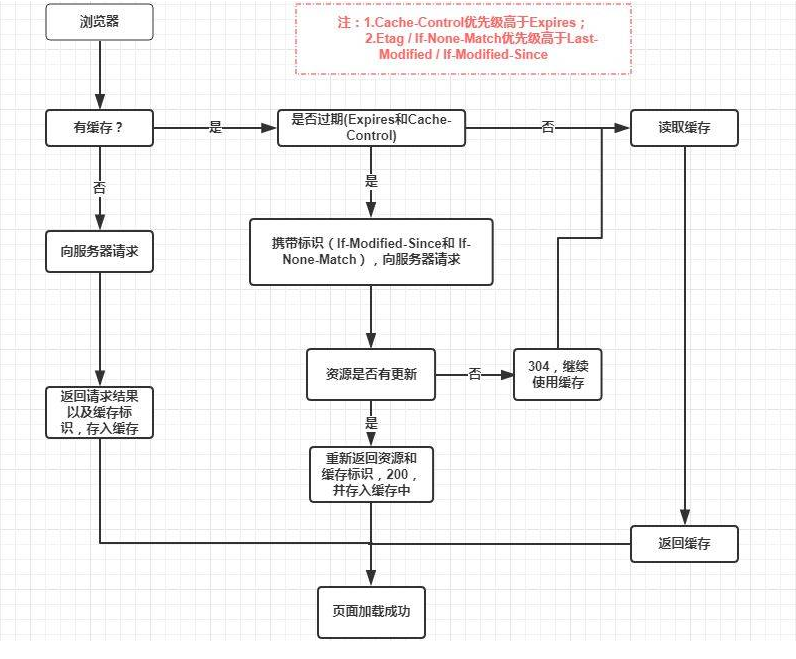 浏览器
注：1.Cache-Control优先级高于Expires；
2.Etag / If-None-Match优先级高于Last-
Modified / If-Modified-Since
有缓存？
是
是否过期(Expires和Cache-
Control)
否
读取缓存
否
是
向服务器请求
携带标识（If-Modified-Since和 If-
None-Match），向服务器请求
资源是否有更新
否
304，继续
使用缓存
返回请求结果
以及缓存标
识，存入缓存
是
重新返回资源和
缓存标识，200，
并存入缓存中
返回缓存
页面加载成功